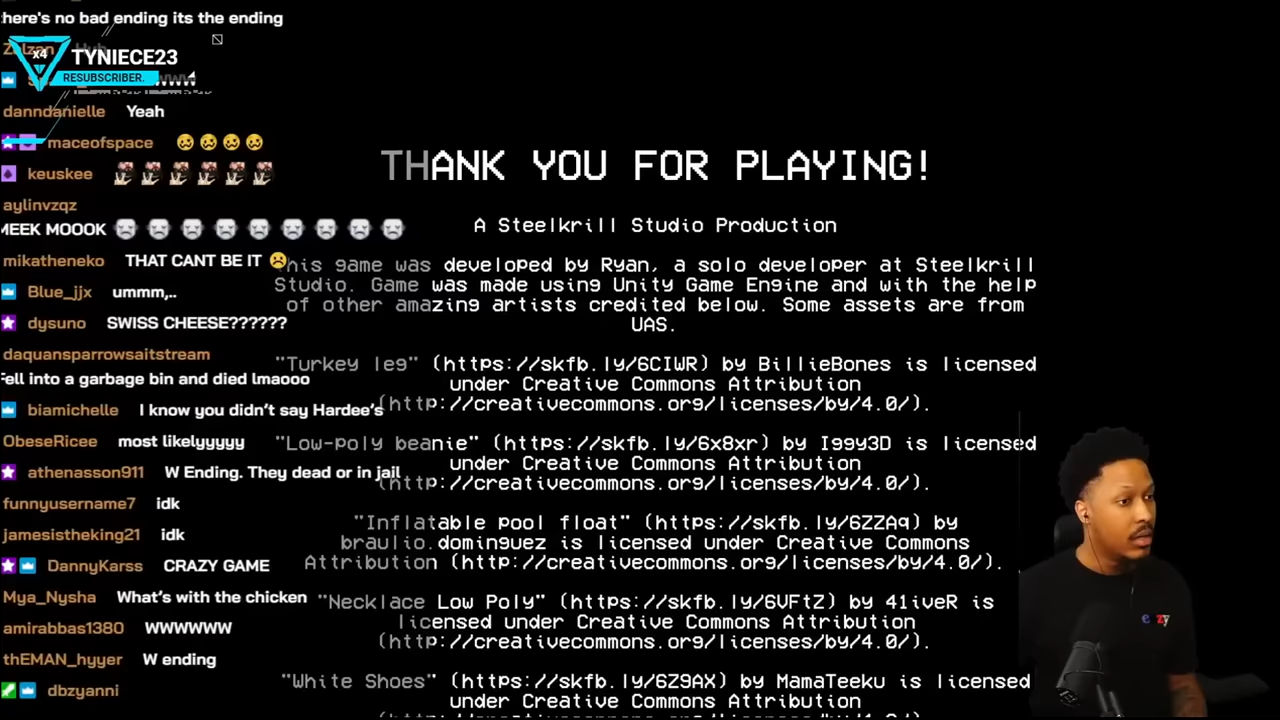 there's no bad ending its the ending
x4
TYNIECE23
RESUBSCRIBER.
danndanielle Yeah
maceofspace
keuskee
aylinvzqz
MEEK MOOOK
mikatheneko THAT CANT BE IT
Blue_jjx ummm,..
dysuno SWISS CHEESE??????
daquansparrowsaitstream
Fell into a garbage bin and died lmaooo
biamichelle I know you didn't say Hardee's
ObeseRicee most likelyyyyy
athenasson911 W Ending. They dead or in jail
funnyusername7 idk
jamesistheking21 idk
DannyKarss CRAZY GAME
Mya_Nysha What's with the chicken
amirabbas1380 WWWWWW
thEMAN_hyyer W ending
dbzyanni
THANK YOU FOR PLAYING!
A Steelkrill Studio Production
This game was developed by Ryan, a solo developer at Steelkrill
Studio. Game was made using Unity Game Engine and with the help
of other amazing artists credited below. Some assets are from
UAS.
"Turkey leg" (https://skfb.ly/6CIWR) by BillieBones is licensed
under Creative Commons Attribution
(http://creativecommons.org/licenses/by/4.0/).
"Low-poly beanie" (https://skfb.ly/6x8xr) by Iggy3D is licensed
under Creative Commons Attribution
(http://creativecommons.org/licenses/by/4.0/).
"Inflatable pool float" (https://skfb.ly/6ZZAq) by
braulio.dominguez is licensed under Creative Commons
Attribution (http://creativecommons.org/licenses/by/4.0/).
"Necklace Low Poly" (https://skfb.ly/6VFtZ) by 41iveR is
licensed under Creative Commons Attribution
(http://creativecommons.org/licenses/by/4.0/).
"White Shoes" (https://skfb.ly/6Z9AX) by MamaTeeku is licensed
under Creative Commons Attribution